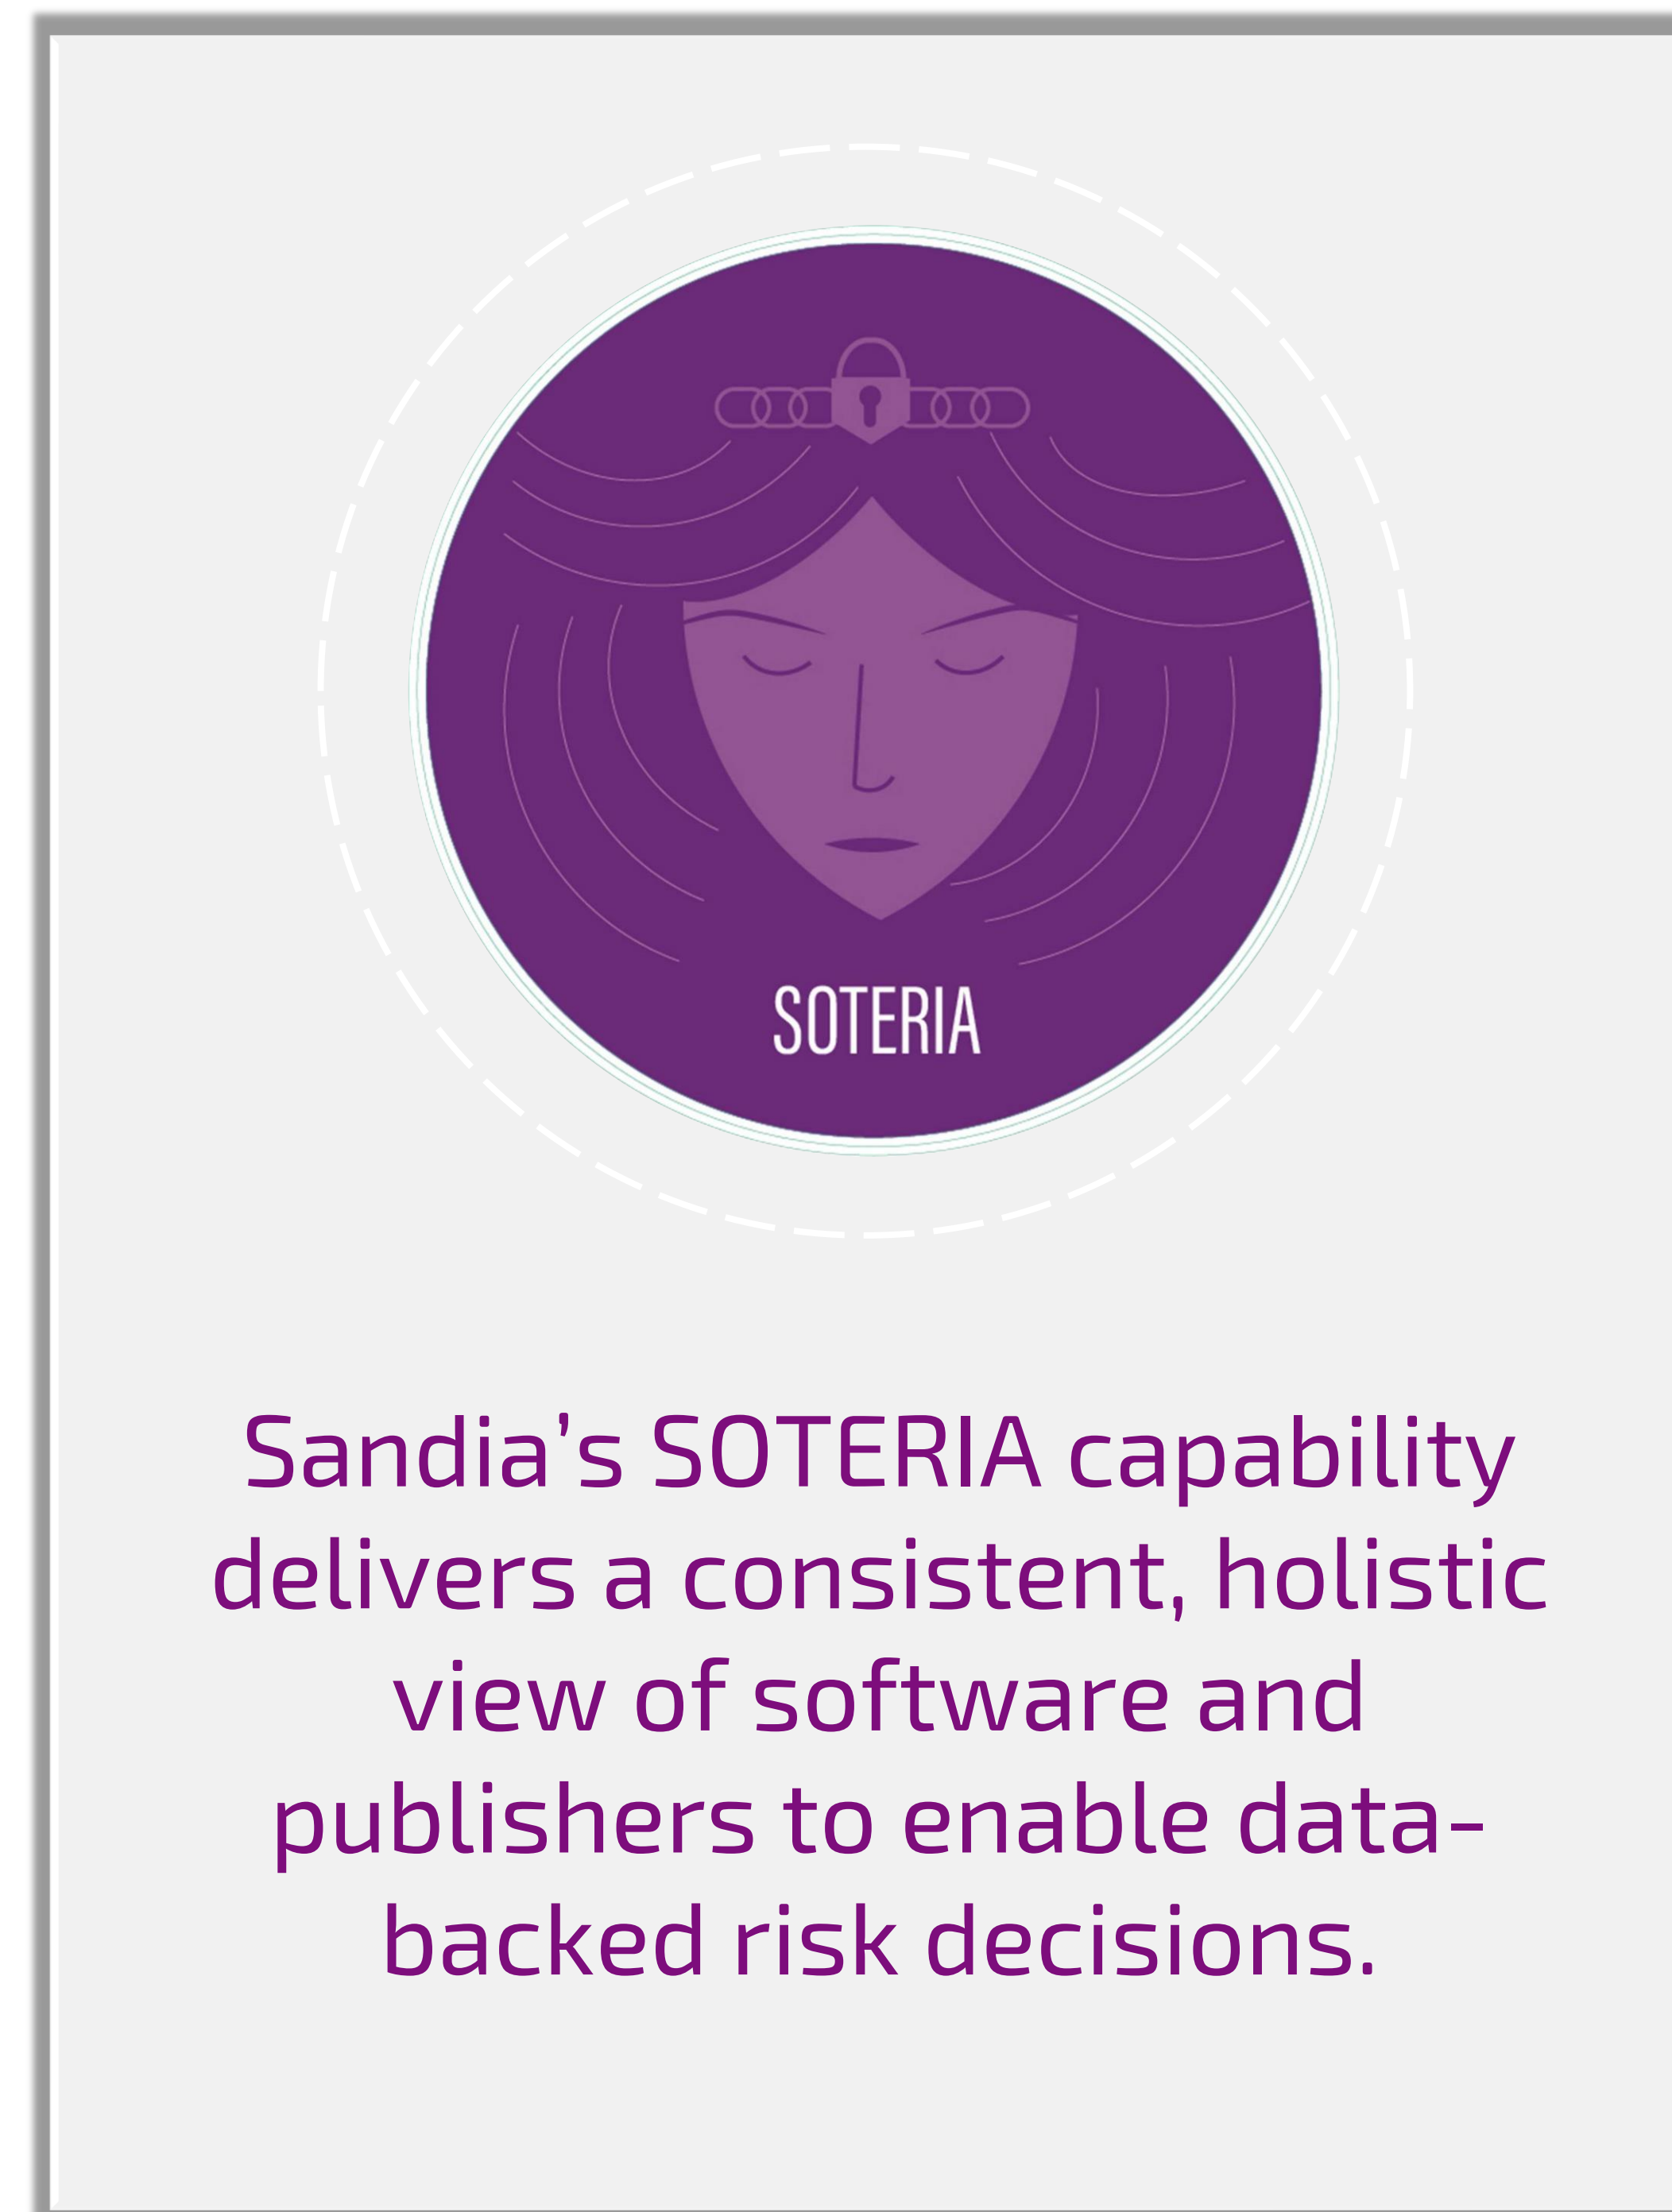 SOTERIA
Sandia’s SOTERIA capability
delivers a consistent, holistic
view of software and
publishers to enable data-
backed risk decisions.